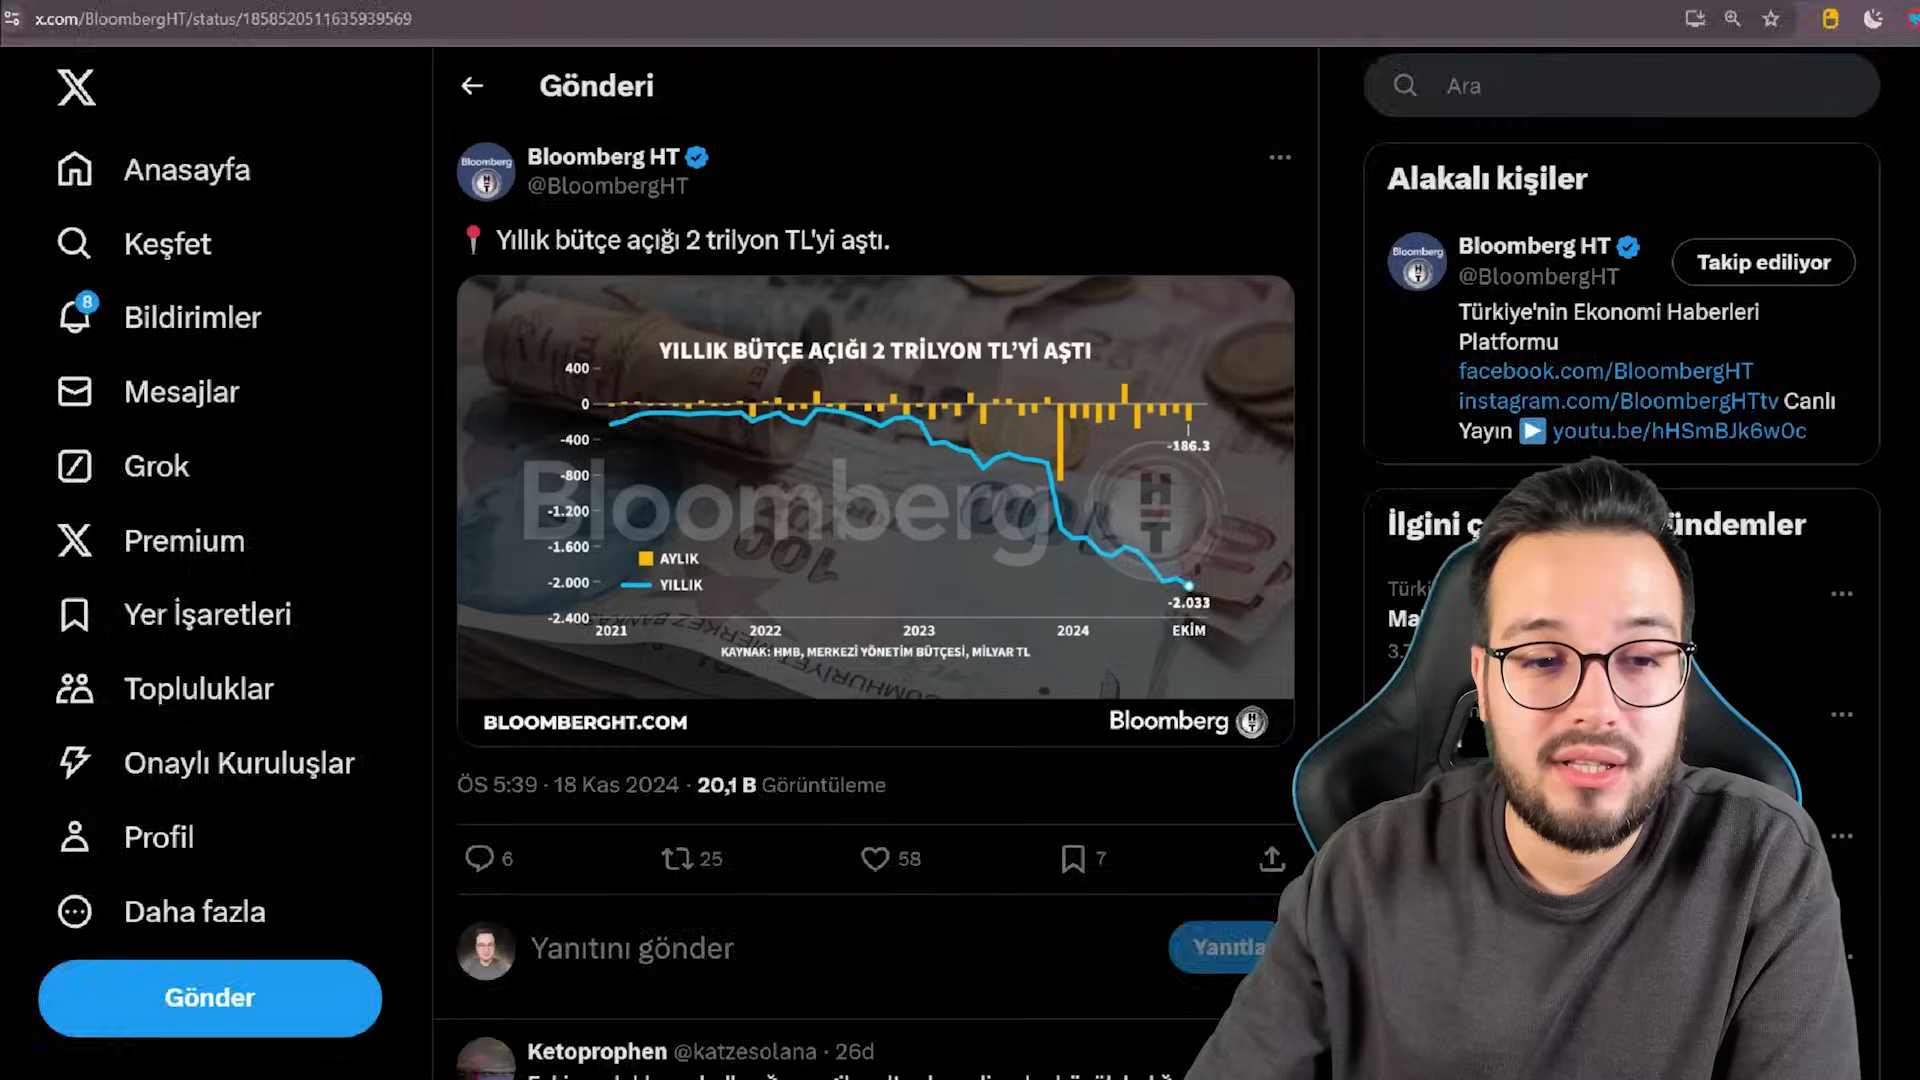 x.com/BloombergHT/status/1858520511635939569
Anasayfa
Keşfet
8
Bildirimler
Mesajlar
Grok
Premium
Yer İşaretleri
Topluluklar
Onaylı Kuruluşlar
Profil
Daha fazla
Gönder
Gönderi
Bloomberg HT
@BloombergHT
Yıllık bütçe açığı 2 trilyon TL'yi aştı.
YILLIK BÜTÇE AÇIĞI 2 TRİLYON TL'Yİ AŞTI
400
0
-400
-800
-1.200
-1.600
-2.000
-2.400
-186.3
Bloomberg HT
AYLIK
YILLIK
-2.033
2021 2022 2023 2024 EKİM
KAYNAK: HMB, MERKEZİ YÖNETİM BÜTÇESİ, MİLYAR TL
BLOOMBERGHT.COM
Bloomberg HT
ÖS 5:39 · 18 Kas 2024 · 20,1 B Görüntüleme
6 25 58 7
Yanıtını gönder
Ketoprophen @katzesolana · 26d
Ara
Alakalı kişiler
Bloomberg HT
@BloombergHT
Takip ediliyor
Türkiye'nin Ekonomi Haberleri
Platformu
facebook.com/BloombergHT
instagram.com/BloombergHTtv Canlı
Yayın youtu.be/hHSmBJk6w0c